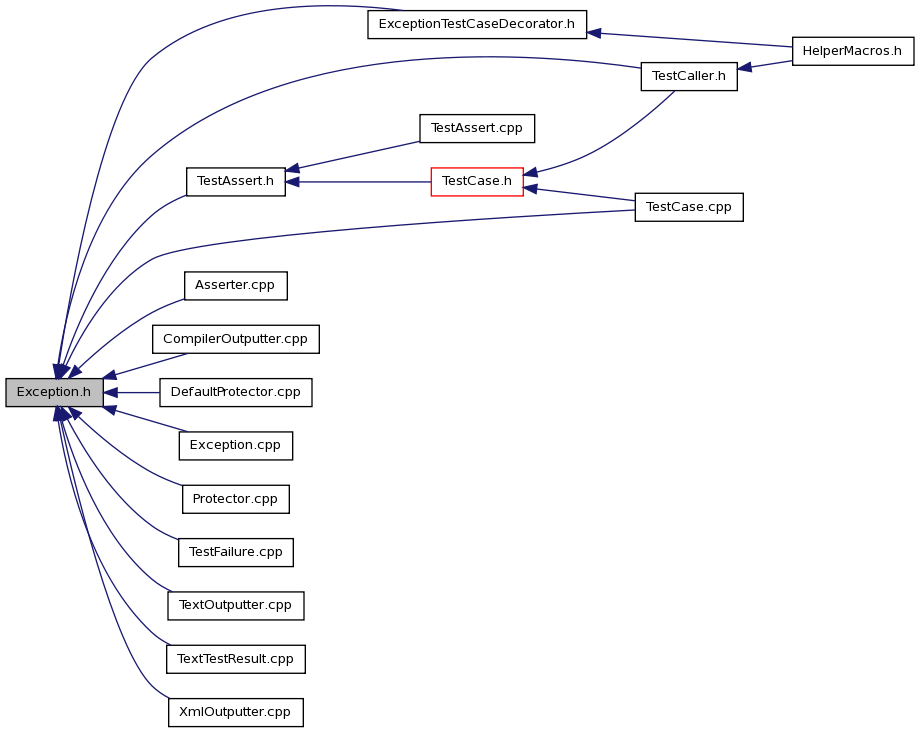 ExceptionTestCaseDecorator.h
HelperMacros.h
TestCaller.h
TestAssert.cpp
TestAssert.h
TestCase.h
TestCase.cpp
Asserter.cpp
CompilerOutputter.cpp
Exception.h
DefaultProtector.cpp
Exception.cpp
Protector.cpp
TestFailure.cpp
TextOutputter.cpp
TextTestResult.cpp
XmlOutputter.cpp